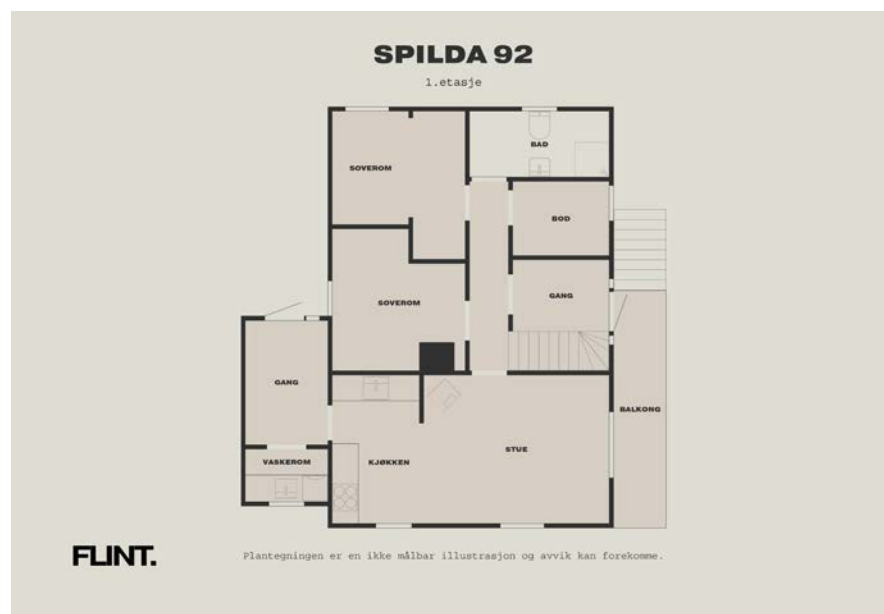 SPILDA 92
1.etasje
BAD
SOVEROM
BOD
GANG
SOVEROM
GANG
BALKONG
STUE
VASKEROM
KJØKKEN
FLINT.
Plantegningen er en ikke målbar illustrasjon og avvik kan forekomme.